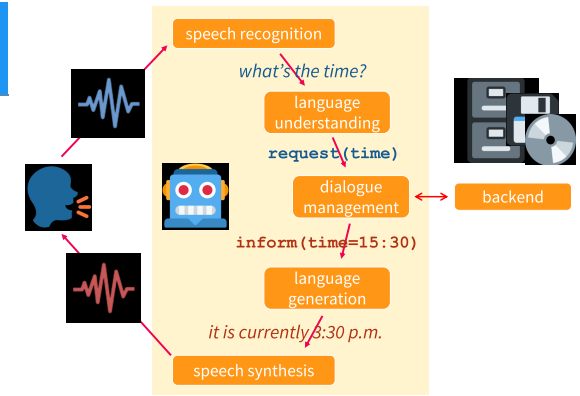 speech recognition
what's the time?
language
understanding
request(time)
dialogue
management
backend
inform(time=15:30)
language
generation
it is currently 3:30 p.m.
speech synthesis